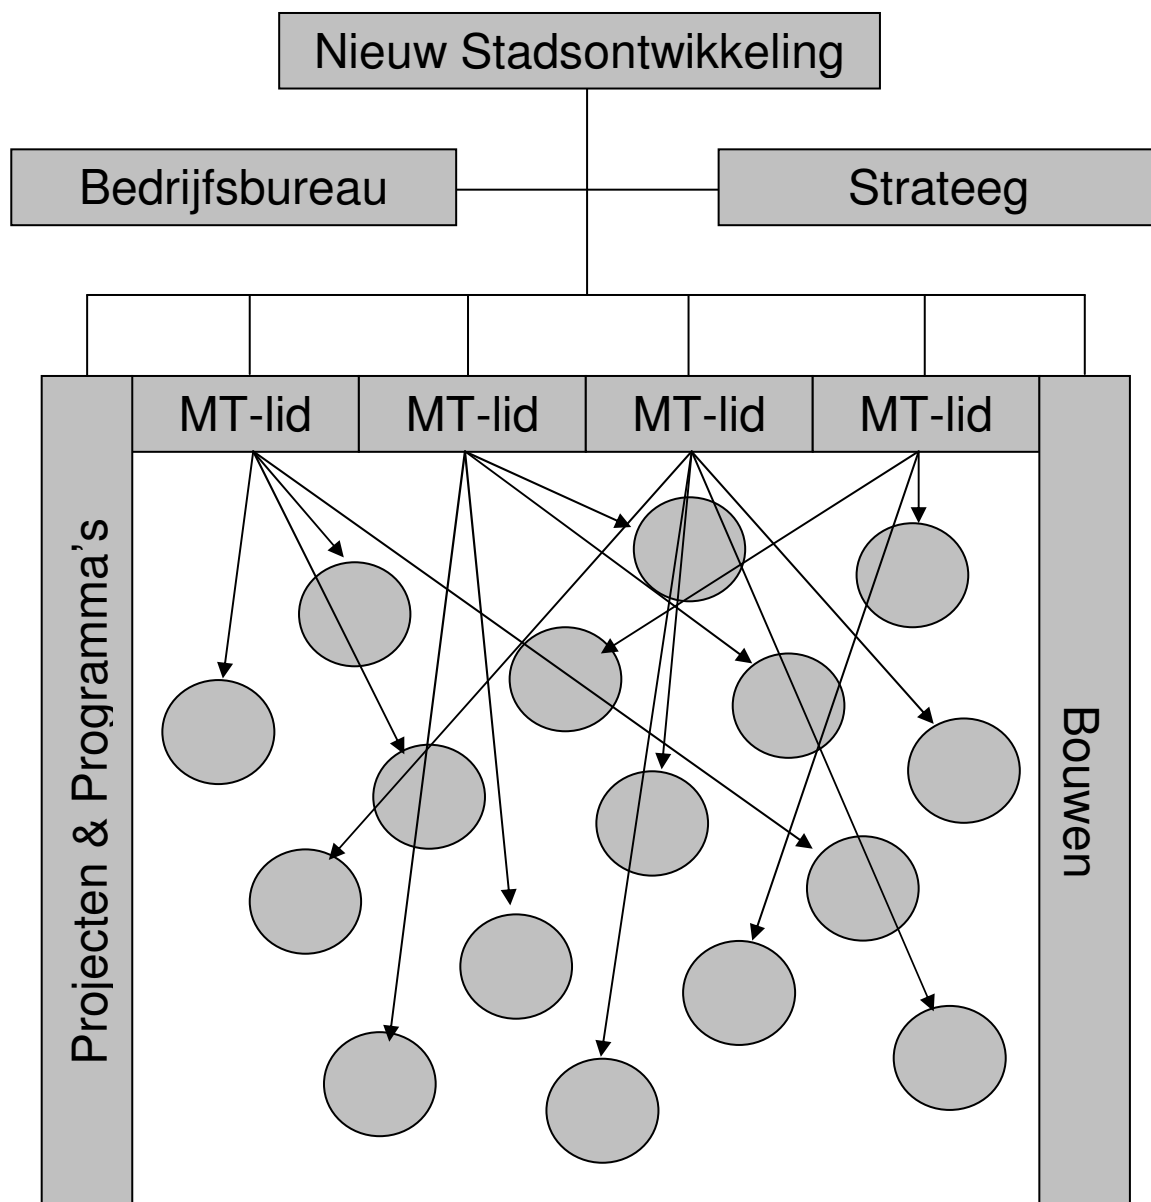 Nieuw Stadsontwikkeling
Bedrijfsbureau
Strateeg
MT-lid
MT-lid
MT-lid
MT-lid
Projecten & Programma's
Bouwen